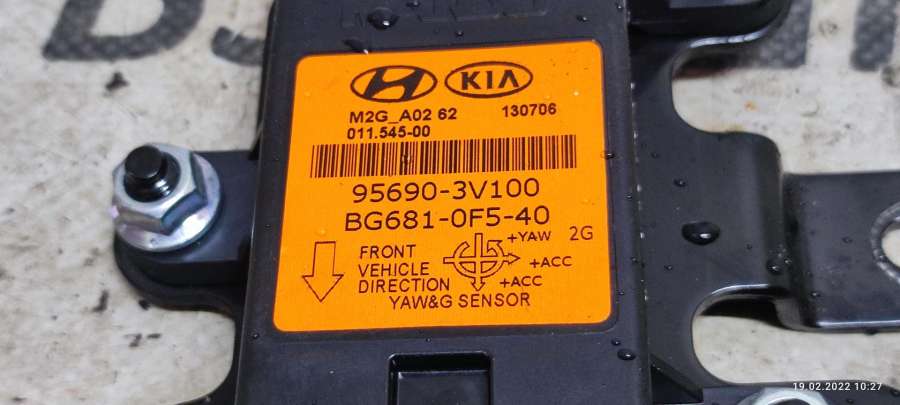 KIA
M2G_A02 62 130706
011.545-00
95690-3V100
BG681-0F5-40
FRONT
VEHICLE
DIRECTION
+YAW 2G
+ACC
+ACC
YAW&G SENSOR
19.02.2022 10:27